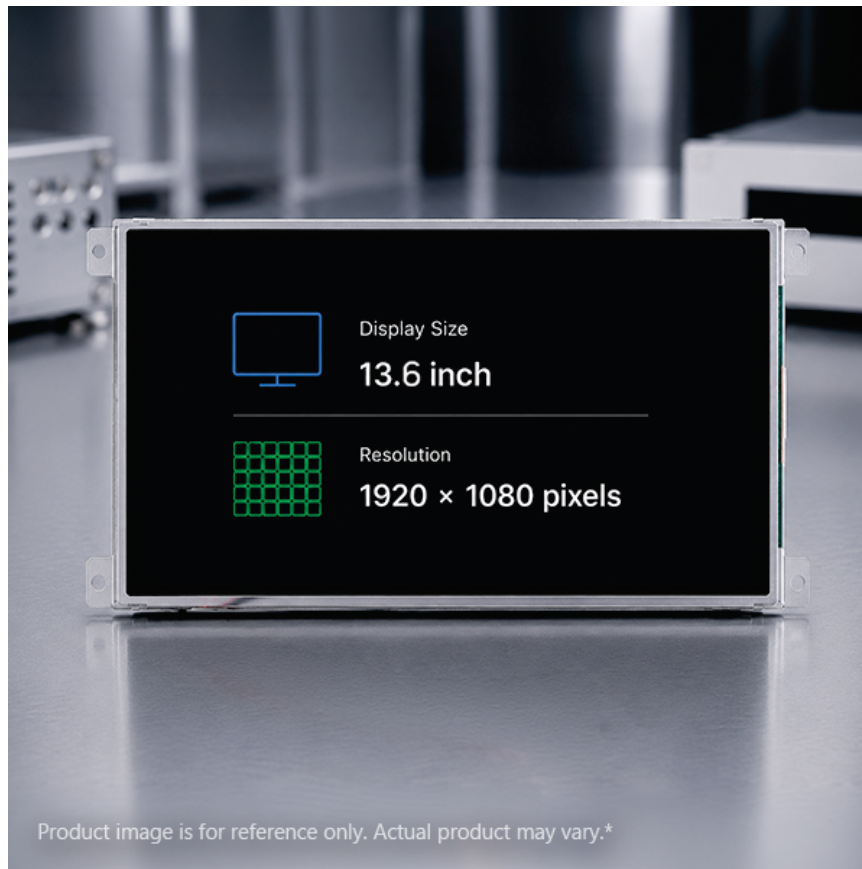 Display Size
13.6 inch
Resolution
1920 × 1080 pixels
Product image is for reference only. Actual product may vary.*